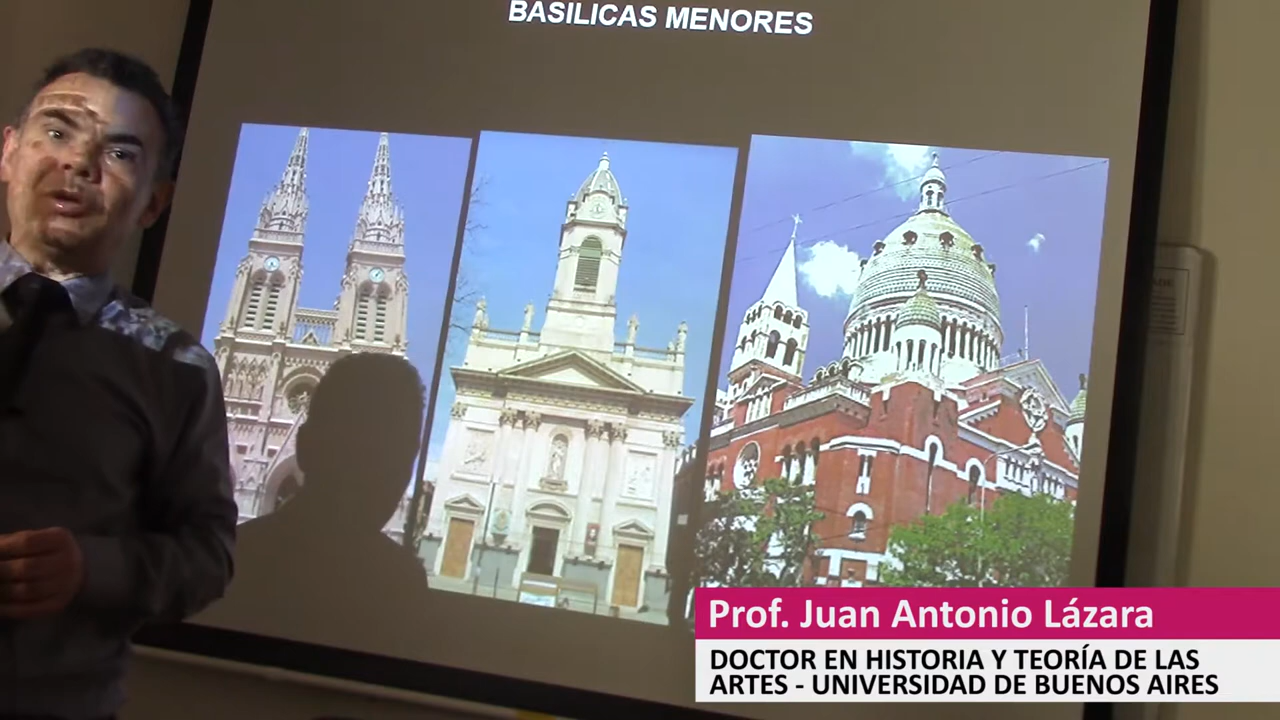 BASILICAS MENORES
Prof. Juan Antonio Lázara
DOCTOR EN HISTORIA Y TEORÍA DE LAS
ARTES - UNIVERSIDAD DE BUENOS AIRES